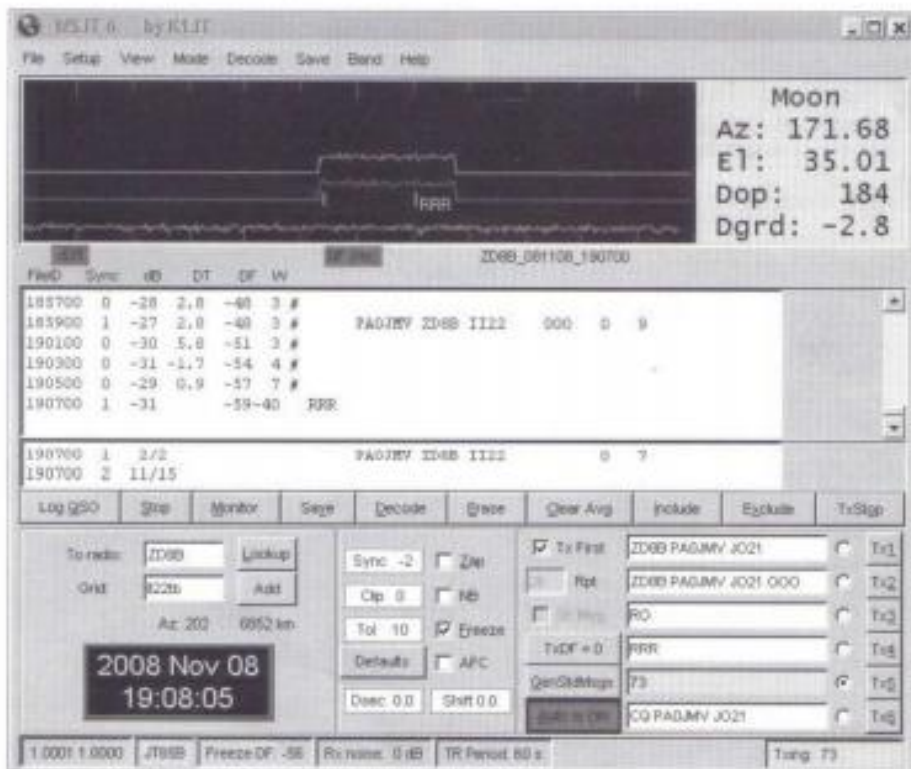 WSJT 6 by K1JT
File Setup View Mode Decode Save Band Help
Moon
Az: 171.68
El: 35.01
Dop: 184
Dgrd: -2.8
RRR
ZD8B_081108_190700
FileID Sync dB DT DF W
185700 0 -28 2.8 -48 3 #
185900 1 -27 2.8 -48 3 # PA0JMV ZD8B II22 000 0 9
190100 0 -30 5.8 -51 3 #
190300 0 -31 -1.7 -54 4 #
190500 0 -29 0.9 -57 7 #
190700 1 -31 -59-40 RRR
190700 1 2/2 PA0JMV ZD8B II22 0 7
190700 2 11/15
Log QSO Stop Monitor Save Decode Erase Clear Avg Include Exclude TxStop
To radio: ZD8B Lookup
Grid: II22tb Add
Az: 202 6852 km
2008 Nov 08
19:08:05
Sync -2 Zap
Clip 0 NB
Tol 10 Freeze
Defaults AFC
Dsec 0.0 Shift 0.0
Tx First ZD8B PA0JMV JO21 Tx1
Rpt ZD8B PA0JMV JO21 OOO Tx2
RO Tx3
TxDF = 0 RRR Tx4
GenStdMsgs 73 Tx5
Auto is ON CQ PA0JMV JO21 Tx6
1.0001 1.0000 JT65B Freeze DF: -56 Rx noise: 0 dB TR Period: 60 s Txing: 73